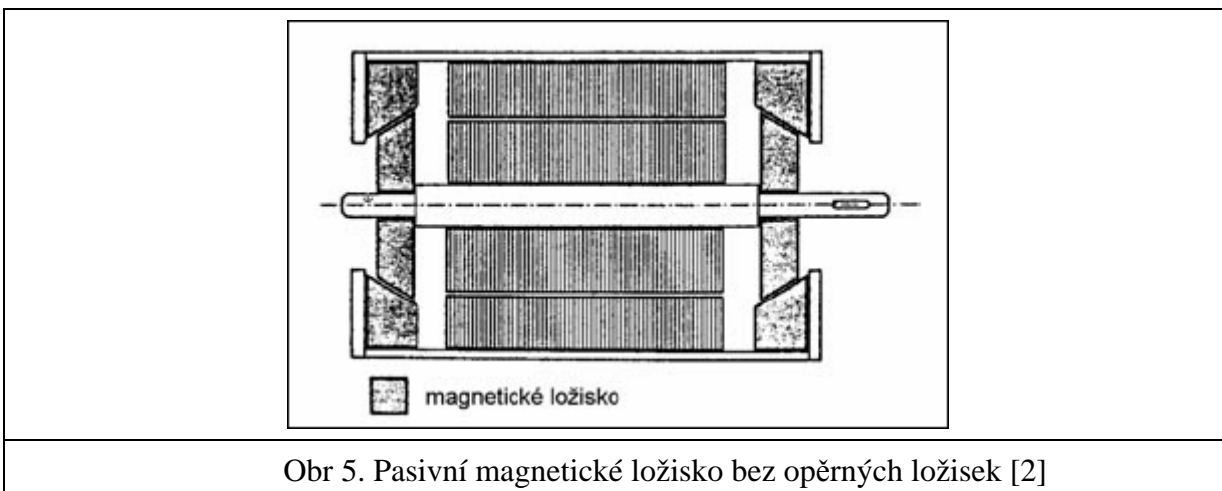 magnetické ložisko
Obr 5. Pasivní magnetické ložisko bez opěrných ložisek [2]